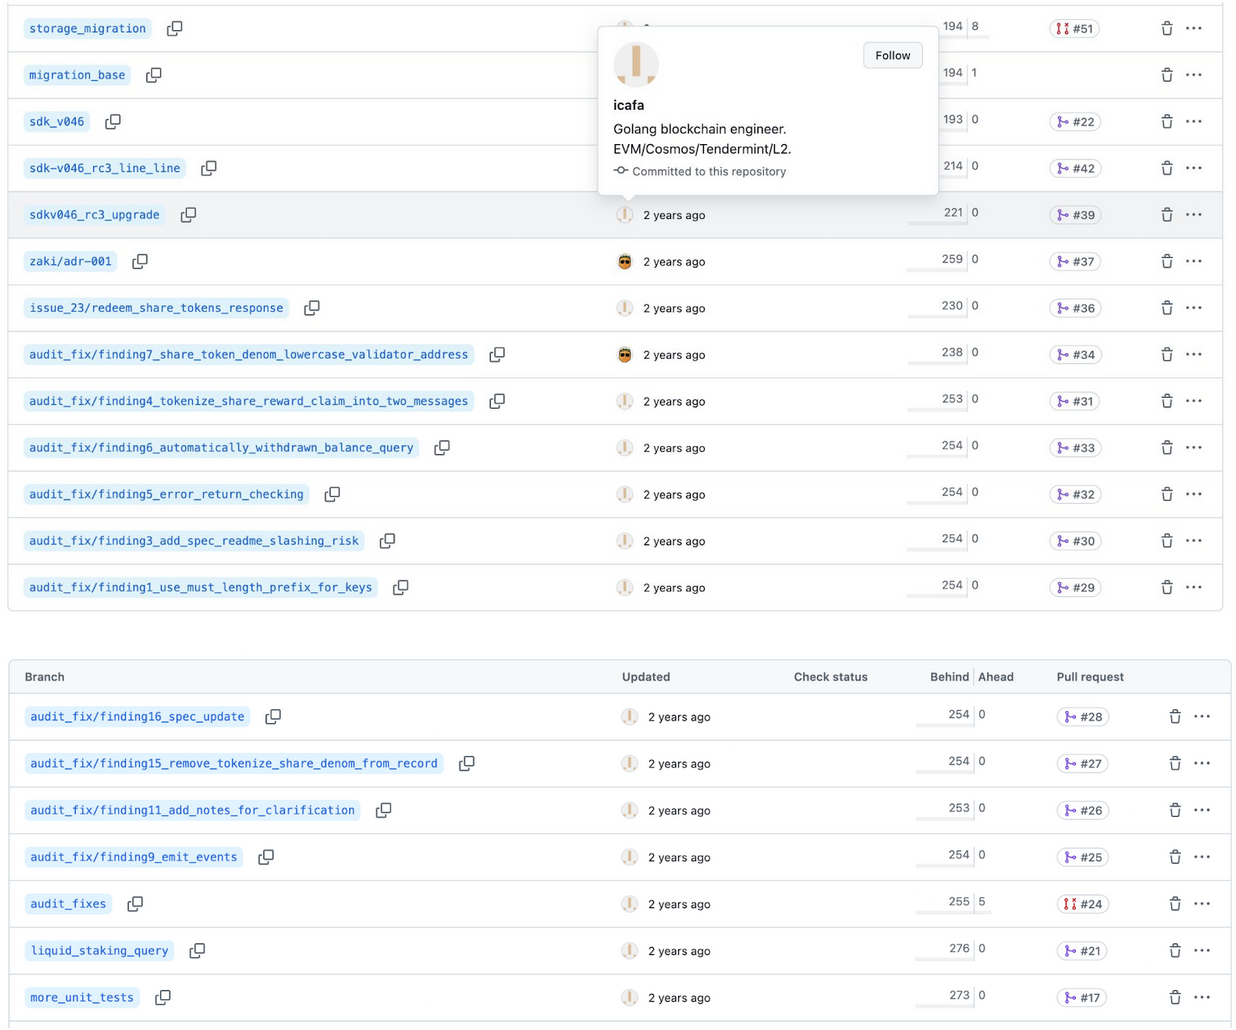 storage_migration 194 8 #51
migration_base 194 1
sdk_v046 193 0 #22
sdk-v046_rc3_line_line 214 0 #42
Follow
icafa
Golang blockchain engineer.
EVM/Cosmos/Tendermint/L2.
Committed to this repository
sdkv046_rc3_upgrade 2 years ago 221 0 #39
zaki/adr-001 2 years ago 259 0 #37
issue_23/redeem_share_tokens_response 2 years ago 230 0 #36
audit_fix/finding7_share_token_denom_lowercase_validator_address 2 years ago 238 0 #34
audit_fix/finding4_tokenize_share_reward_claim_into_two_messages 2 years ago 253 0 #31
audit_fix/finding6_automatically_withdrawn_balance_query 2 years ago 254 0 #33
audit_fix/finding5_error_return_checking 2 years ago 254 0 #32
audit_fix/finding3_add_spec_readme_slashing_risk 2 years ago 254 0 #30
audit_fix/finding1_use_must_length_prefix_for_keys 2 years ago 254 0 #29
Branch Updated Check status Behind Ahead Pull request
audit_fix/finding16_spec_update 2 years ago 254 0 #28
audit_fix/finding15_remove_tokenize_share_denom_from_record 2 years ago 254 0 #27
audit_fix/finding11_add_notes_for_clarification 2 years ago 253 0 #26
audit_fix/finding9_emit_events 2 years ago 254 0 #25
audit_fixes 2 years ago 255 5 #24
liquid_staking_query 2 years ago 276 0 #21
more_unit_tests 2 years ago 273 0 #17